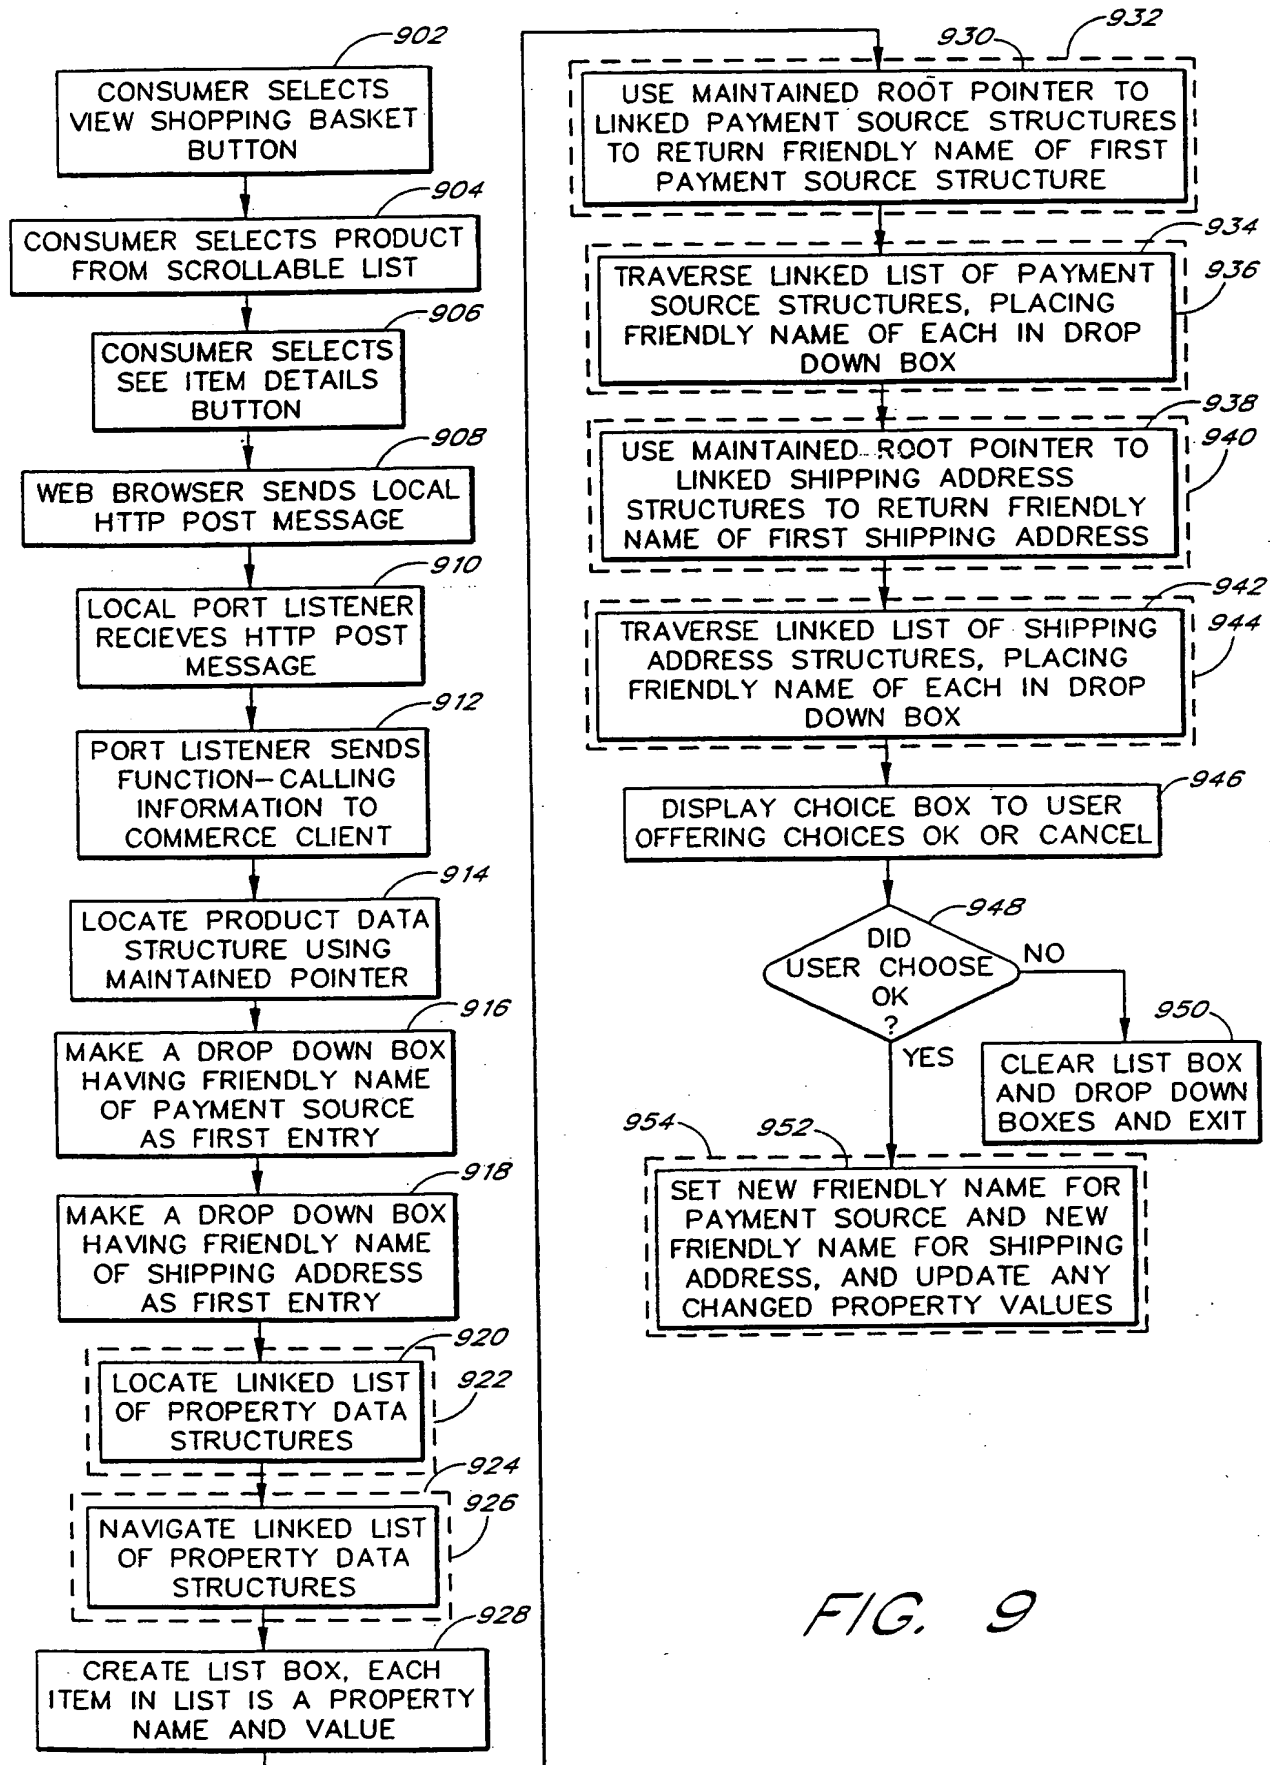 902
CONSUMER SELECTS
VIEW SHOPPING BASKET
BUTTON
904
CONSUMER SELECTS PRODUCT
FROM SCROLLABLE LIST
906
CONSUMER SELECTS
SEE ITEM DETAILS
BUTTON
908
WEB BROWSER SENDS LOCAL
HTTP POST MESSAGE
910
LOCAL PORT LISTENER
RECIEVES HTTP POST
MESSAGE
912
PORT LISTENER SENDS
FUNCTION-CALLING
INFORMATION TO
COMMERCE CLIENT
914
LOCATE PRODUCT DATA
STRUCTURE USING
MAINTAINED POINTER
916
MAKE A DROP DOWN BOX
HAVING FRIENDLY NAME
OF PAYMENT SOURCE
AS FIRST ENTRY
918
MAKE A DROP DOWN BOX
HAVING FRIENDLY NAME
OF SHIPPING ADDRESS
AS FIRST ENTRY
920
922
LOCATE LINKED LIST
OF PROPERTY DATA
STRUCTURES
924
926
NAVIGATE LINKED LIST
OF PROPERTY DATA
STRUCTURES
928
CREATE LIST BOX, EACH
ITEM IN LIST IS A PROPERTY
NAME AND VALUE
930
932
USE MAINTAINED ROOT POINTER TO
LINKED PAYMENT SOURCE STRUCTURES
TO RETURN FRIENDLY NAME OF FIRST
PAYMENT SOURCE STRUCTURE
934
936
TRAVERSE LINKED LIST OF PAYMENT
SOURCE STRUCTURES, PLACING
FRIENDLY NAME OF EACH IN DROP
DOWN BOX
938
940
USE MAINTAINED ROOT POINTER TO
LINKED SHIPPING ADDRESS
STRUCTURES TO RETURN FRIENDLY
NAME OF FIRST SHIPPING ADDRESS
942
944
TRAVERSE LINKED LIST OF SHIPPING
ADDRESS STRUCTURES, PLACING
FRIENDLY NAME OF EACH IN DROP
DOWN BOX
946
DISPLAY CHOICE BOX TO USER
OFFERING CHOICES OK OR CANCEL
948
DID
USER CHOOSE
OK
?
NO
YES
950
CLEAR LIST BOX
AND DROP DOWN
BOXES AND EXIT
952
954
SET NEW FRIENDLY NAME FOR
PAYMENT SOURCE AND NEW
FRIENDLY NAME FOR SHIPPING
ADDRESS, AND UPDATE ANY
CHANGED PROPERTY VALUES
FIG. 9